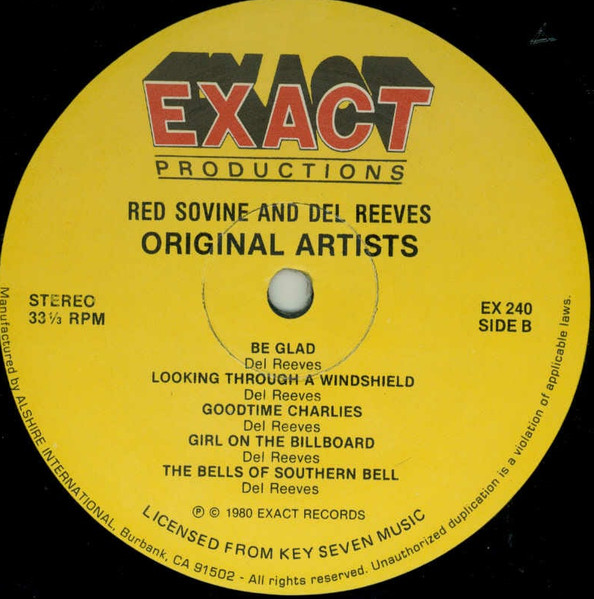 EXACT
PRODUCTIONS
RED SOVINE AND DEL REEVES
ORIGINAL ARTISTS
STEREO
33 ⅓ RPM
EX 240
SIDE B
BE GLAD
Del Reeves
LOOKING THROUGH A WINDSHIELD
Del Reeves
GOODTIME CHARLIES
Del Reeves
GIRL ON THE BILLBOARD
Del Reeves
THE BELLS OF SOUTHERN BELL
Del Reeves
℗ © 1980 EXACT RECORDS
LICENSED FROM KEY SEVEN MUSIC
Manufactured by ALSHIRE INTERNATIONAL, Burbank, CA 91502 - All rights reserved. Unauthorized duplication is a violation of applicable laws.